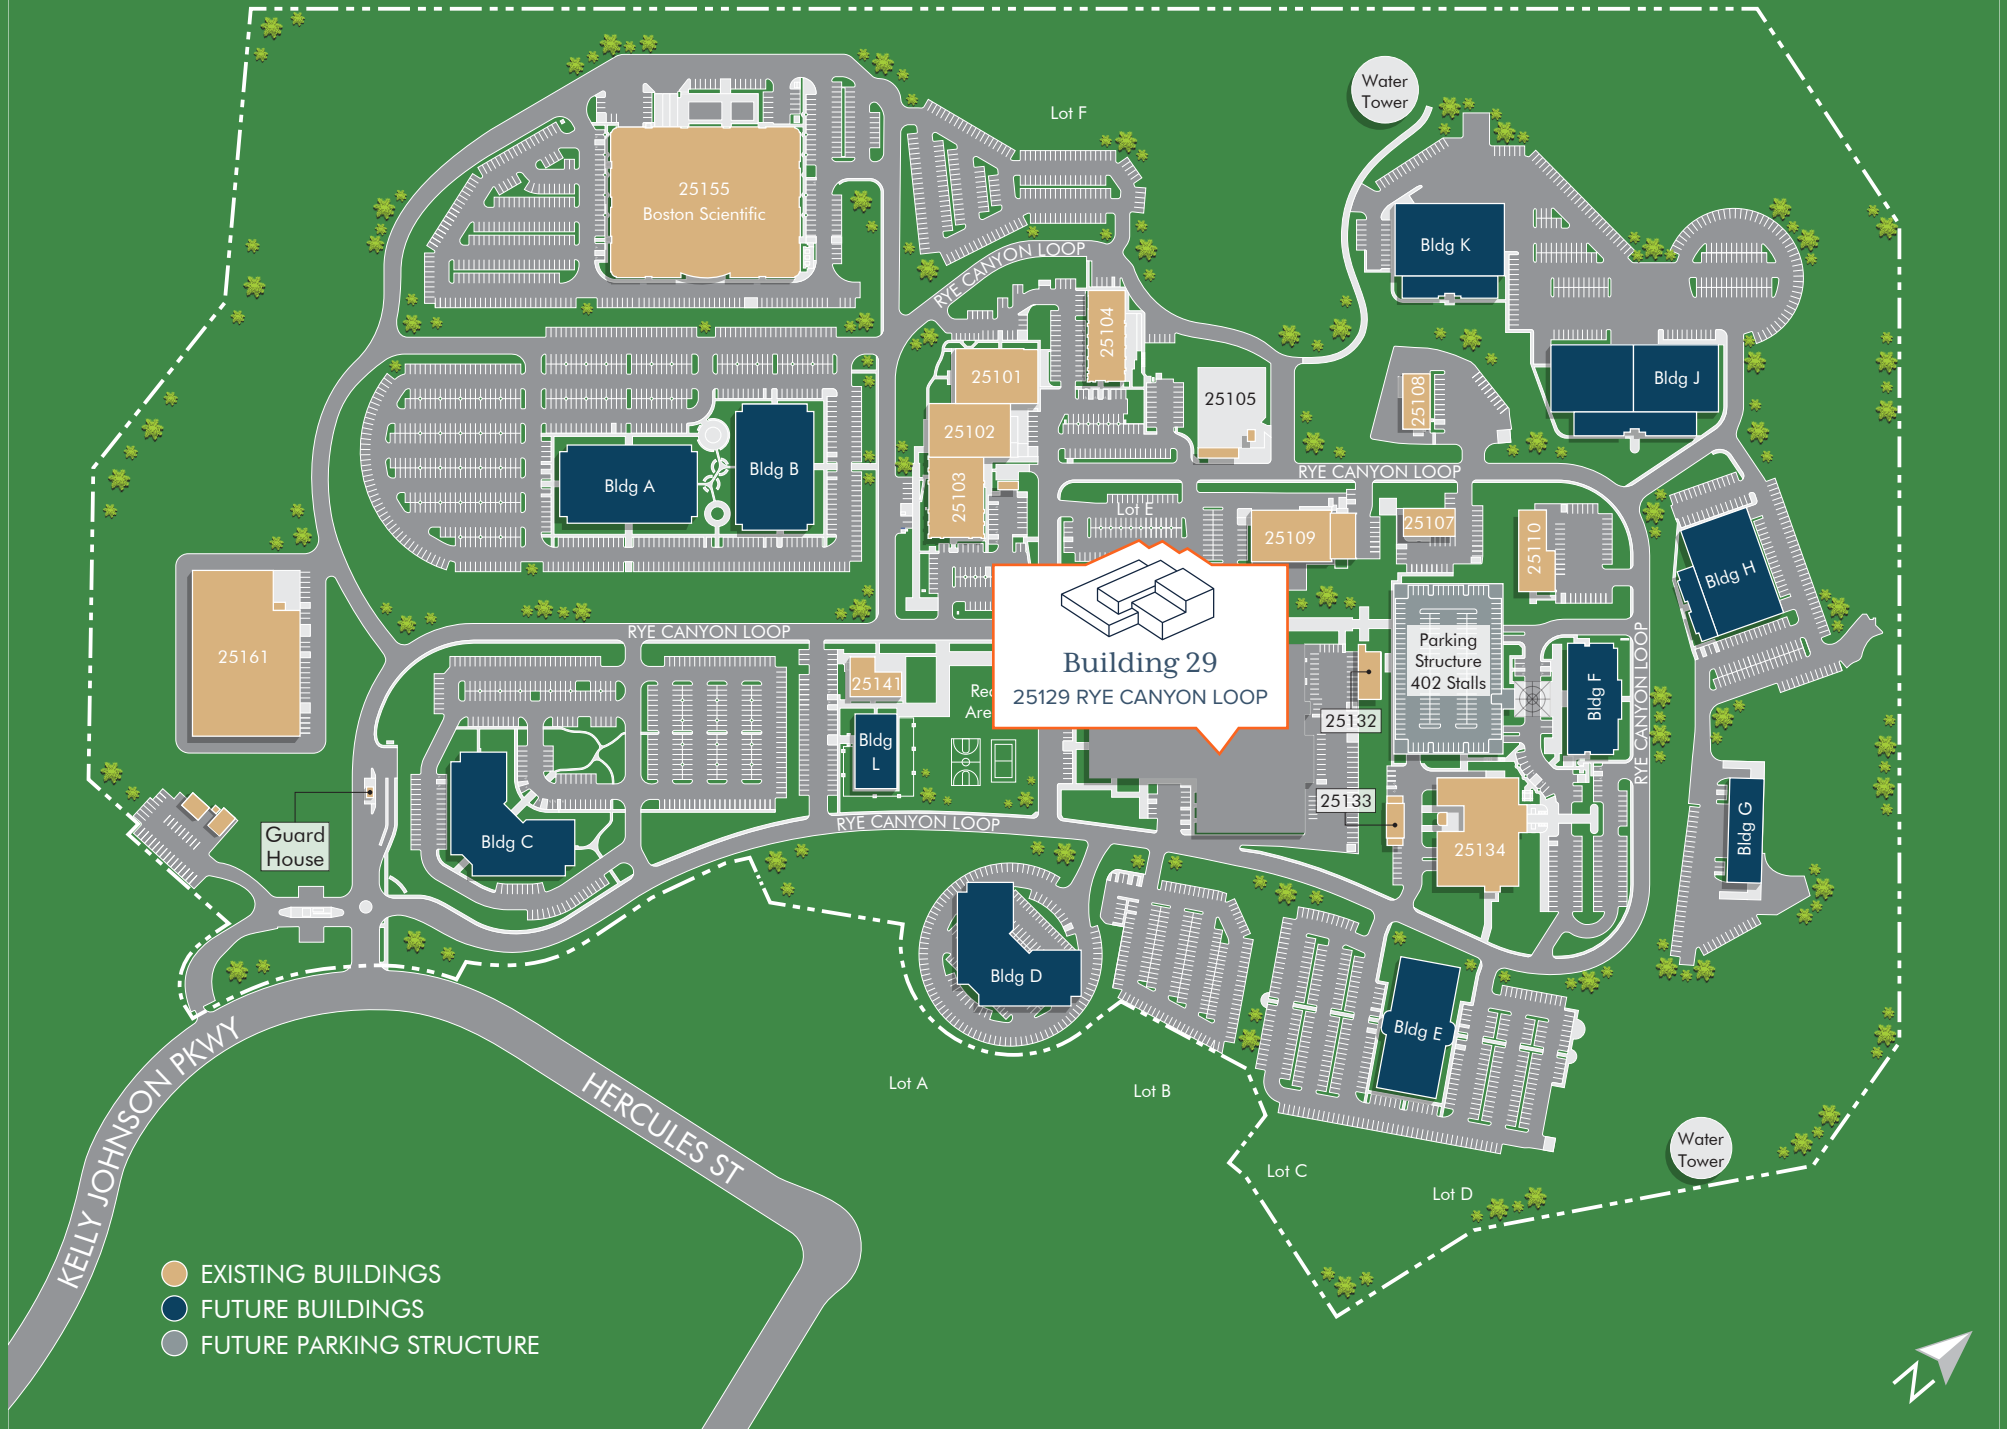 Lot F
Water
Tower
25155
Boston Scientific
RYE CANYON LOOP
Bldg K
25104
25101
25105
25108
Bldg J
25102
Bldg B
Bldg A
25103
RYE CANYON LOOP
Lot E
25109
25107
25110
Bldg H
RYE CANYON LOOP
25161
25141
Building 29
25129 RYE CANYON LOOP
Parking
Structure
402 Stalls
25132
Bldg F
RYE CANYON LOOP
Bldg
L
25133
RYE CANYON LOOP
Guard
House
Bldg C
25134
Bldg G
Bldg D
Bldg E
Lot A
Lot B
Lot C
Lot D
Water
Tower
KELLY JOHNSON PKWY
HERCULES ST
EXISTING BUILDINGS
FUTURE BUILDINGS
FUTURE PARKING STRUCTURE
N